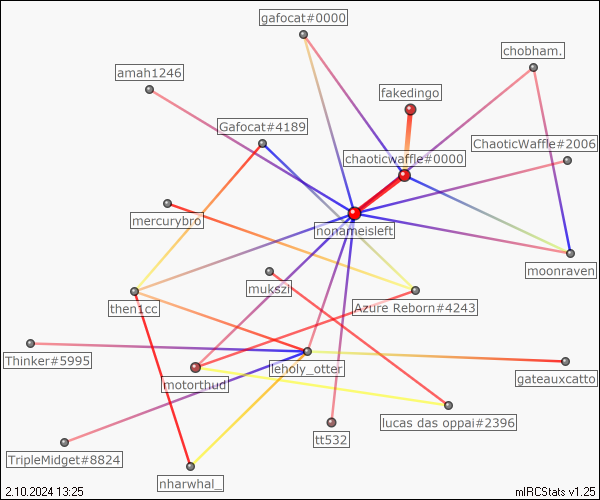 gafocat#0000
chobham.
amah1246
fakedingo
Gafocat#4189
ChaoticWaffle#2006
chaoticwaffle#0000
mercurybro
nonameisleft
moonraven
mukszi
then1cc
Azure Reborn#4243
Thinker#5995
leholy_otter
motorthud
gateauxcatto
lucas das oppai#2396
tt532
TripleMidget#8824
nharwhal_
2.10.2024 13:25
mIRCStats v1.25